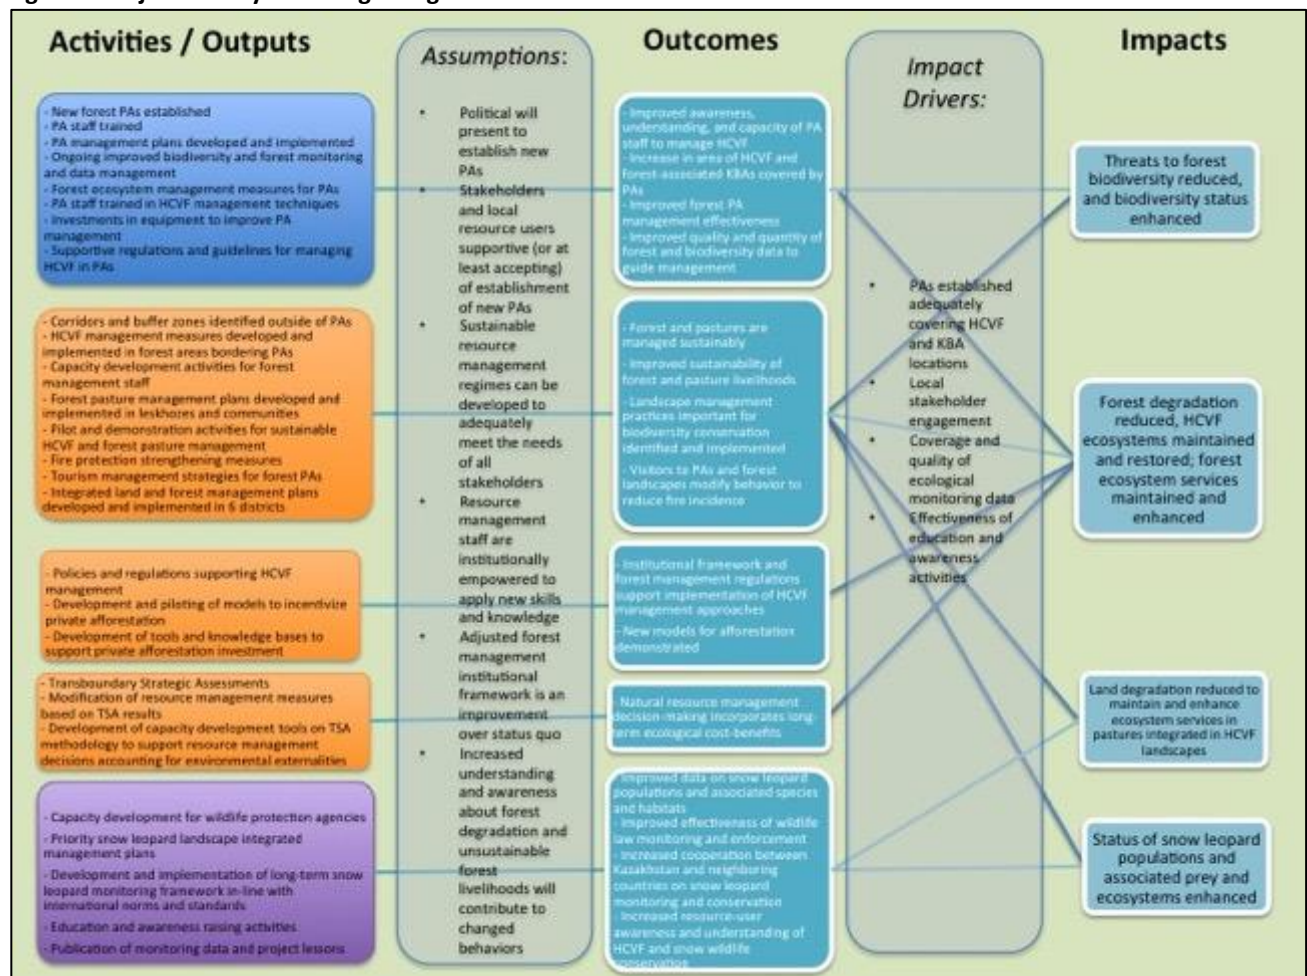 Activities / Outputs
- New forest PAs established
- PA staff trained
- PA management plans developed and implemented
- Ongoing improved biodiversity and forest monitoring
and data management
- Forest ecosystem management measures for PAs
- PA staff trained in HCVF management techniques
- Investments in equipment to improve PA
management
- Supportive regulations and guidelines for managing
HCVF in PAs
- Corridors and buffer zones identified outside of PAs
- HCVF management measures developed and
implemented in forest areas bordering PAs
- Capacity development activities for forest
management staff
- Forest pasture management plans developed and
implemented in leskhozes and communities
- Pilot and demonstration activities for sustainable
HCVF and forest pasture management
- Fire protection strengthening measures
- Tourism management strategies for forest PAs
- Integrated land and forest management plans
developed and implemented in 6 districts
- Policies and regulations supporting HCVF
management
- Development and piloting of models to incentivize
private afforestation
- Development of tools and knowledge bases to
support private afforestation investment
- Transboundary Strategic Assessments
- Modification of resource management measures
based on TSA results
- Development of capacity development tools on TSA
methodology to support resource management
decisions accounting for environmental externalities
- Capacity development for wildlife protection agencies
- Priority snow leopard landscape integrated
management plans
- Development and implementation of long-term snow
leopard monitoring framework in-line with
international norms and standards
- Education and awareness raising activities
- Publication of monitoring data and project lessons
Assumptions:
• Political will
present to
establish new
PAs
• Stakeholders
and local
resource users
supportive (or at
least accepting)
of establishment
of new PAs
• Sustainable
resource
management
regimes can be
developed to
adequately
meet the needs
of all
stakeholders
• Resource
management
staff are
institutionally
empowered to
apply new skills
and knowledge
• Adjusted forest
management
institutional
framework is an
improvement
over status quo
• Increased
understanding
and awareness
about forest
degradation and
unsustainable
forest
livelihoods will
contribute to
changed
behaviors
Outcomes
- Improved awareness,
understanding, and capacity of PA
staff to manage HCVF
- Increase in area of HCVF and
forest-associated KBAs covered by
PAs
- Improved forest PA
management effectiveness
- Improved quality and quantity of
forest and biodiversity data to
guide management
- Forest and pastures are
managed sustainably
- Improved sustainability of
forest and pasture livelihoods
- Landscape management
practices important for
biodiversity conservation
identified and implemented
- Visitors to PAs and forest
landscapes modify behavior to
reduce fire incidence
- Institutional framework and
forest management regulations
support implementation of HCVF
management approaches
- New models for afforestation
demonstrated
Natural resource management
decision-making incorporates long-
term ecological cost-benefits
- Improved data on snow leopard
populations and associated species
and habitats
- Improved effectiveness of wildlife
law monitoring and enforcement
- Increased cooperation between
Kazakhstan and neighboring
countries on snow leopard
monitoring and conservation
- Increased resource-user
awareness and understanding of
HCVF and snow wildlife
conservation
Impact
Drivers:
• PAs established
adequately
covering HCVF
and KBA
locations
• Local
stakeholder
engagement
• Coverage and
quality of
ecological
monitoring data
• Effectiveness of
education and
awareness
activities
Impacts
Threats to forest
biodiversity reduced,
and biodiversity status
enhanced
Forest degradation
reduced, HCVF
ecosystems maintained
and restored; forest
ecosystem services
maintained and
enhanced
Land degradation reduced to
maintain and enhance
ecosystem services in
pastures integrated in HCVF
landscapes
Status of snow leopard
populations and
associated prey and
ecosystems enhanced